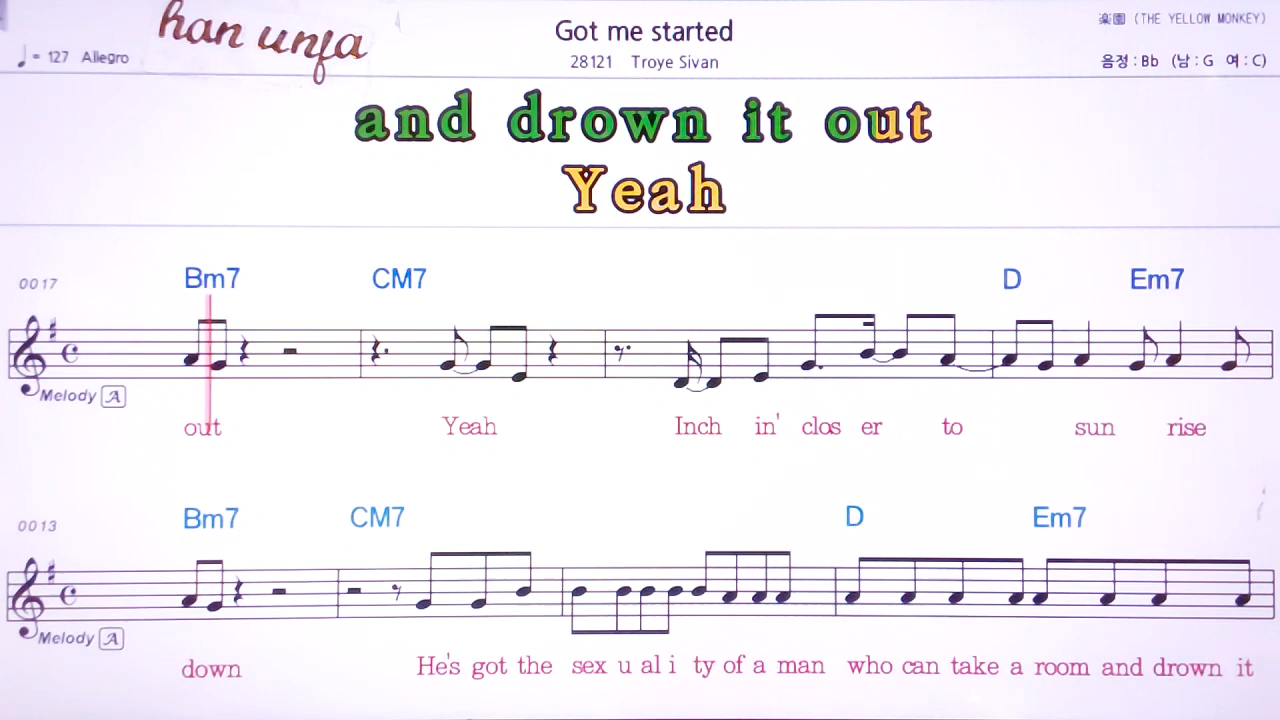 han unja
Got me started
楽園 (THE YELLOW MONKEY)
♩= 127 Allegro
28121 Troye Sivan
음정 : Bb (남 : G 여 : C)
and drown it out
Yeah
0017 Bm7 CM7 D Em7
Melody A
out Yeah Inch in' clos er to sun rise
0013 Bm7 CM7 D Em7
Melody A
down He's got the sex u al i ty of a man who can take a room and drown it